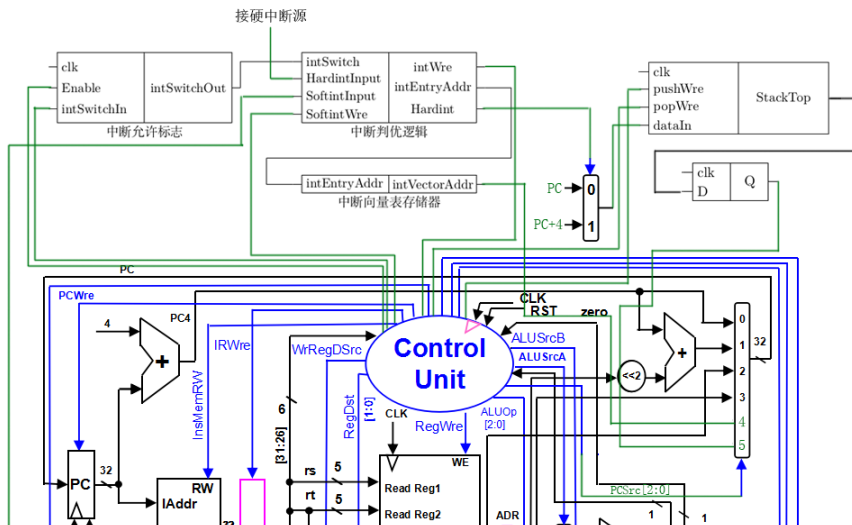 接硬中断源
clk
Enable
intSwitchIn
intSwitchOut
中断允许标志
intSwitch
HardintInput
SoftintInput
SoftintWre
intWre
intEntryAddr
Hardint
中断判优逻辑
clk
pushWre
popWre
dataIn
StackTop
intEntryAddr
intVectorAddr
中断向量表存储器
PC
0
PC+4
1
clk
D
Q
PC
PCWre
PC4
4
+
IRWre
InsMemRW
WrRegDSrc
6
[31:26]
RegDst
[1:0]
Control
Unit
CLK
RST
zero
ALUSrcB
ALUSrcA
ALUOp
[2:0]
RegWre
CLK
WE
+
<<2
0
1
2
3
4
5
32
PCSrc[2:0]
PC
32
RW
IAddr
32
rs
5
rt
5
Read Reg1
Read Reg2
ADR
1
1